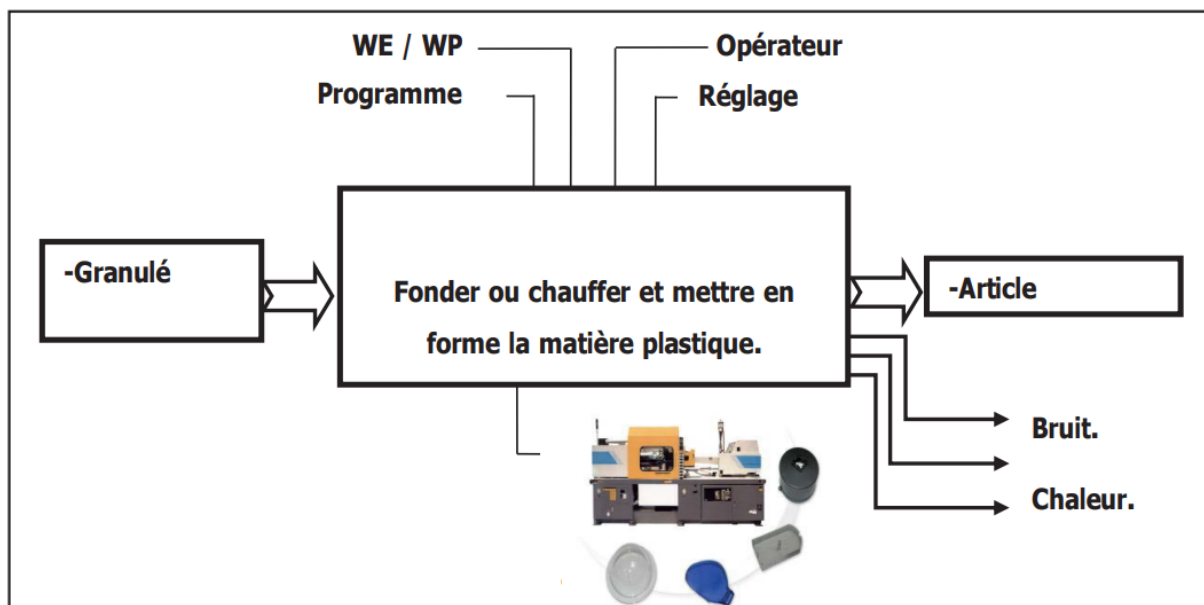 WE / WP
Opérateur
Programme
Réglage
-Granulé
Fonder ou chauffer et mettre en
forme la matière plastique.
-Article
Bruit.
Chaleur.